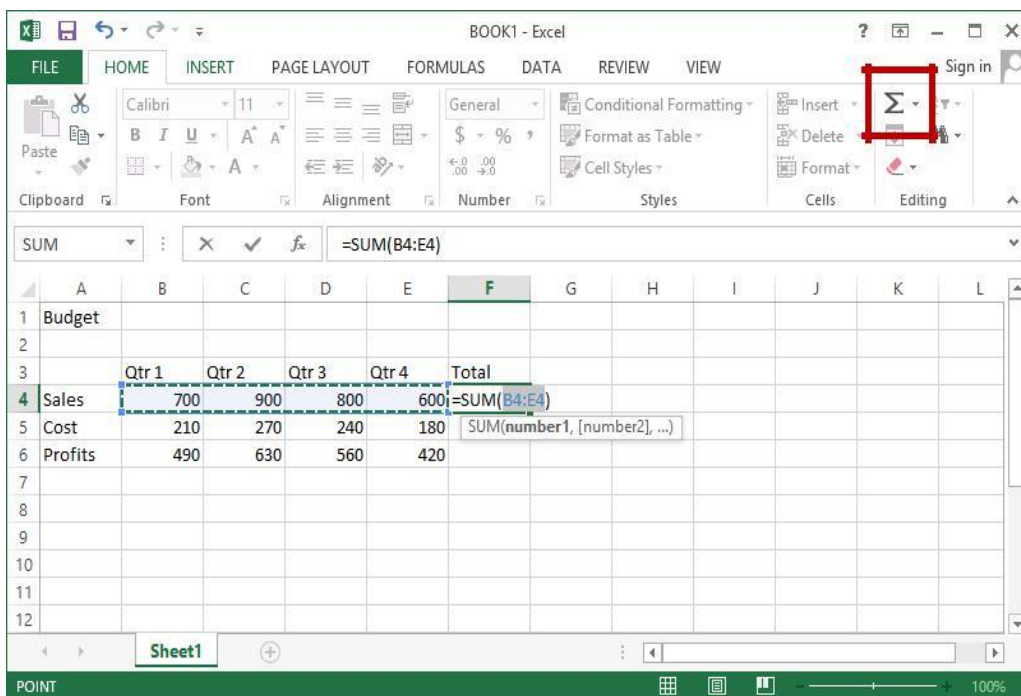 BOOK1 - Excel
?
FILE HOME INSERT PAGE LAYOUT FORMULAS DATA REVIEW VIEW Sign in
Calibri 11 General Conditional Formatting Insert Σ
Paste B I U A A $ % , Format as Table Delete
A .00 .0 Cell Styles Format
Clipboard Font Alignment Number Styles Cells Editing
SUM fx =SUM(B4:E4)
A B C D E F G H I J K L
1 Budget
2
3 Qtr 1 Qtr 2 Qtr 3 Qtr 4 Total
4 Sales 700 900 800 600 =SUM(B4:E4)
5 Cost 210 270 240 180 SUM(number1, [number2], ...)
6 Profits 490 630 560 420
7
8
9
10
11
12
Sheet1
POINT 100%